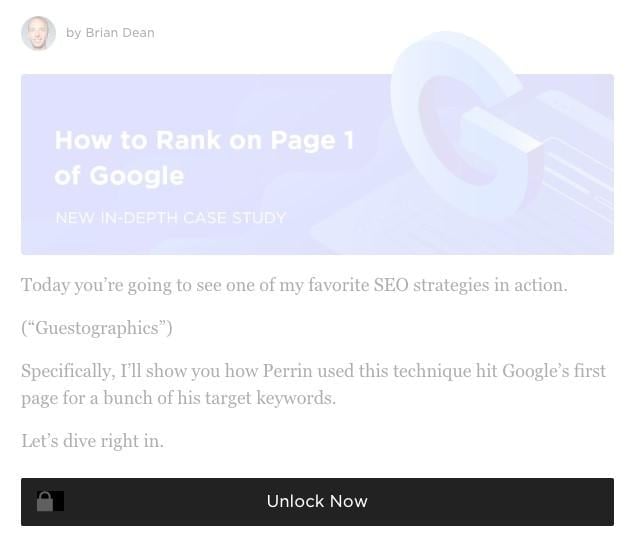 by Brian Dean
How to Rank on Page 1
of Google
NEW IN-DEPTH CASE STUDY
Today you’re going to see one of my favorite SEO strategies in action.
(“Guestographics”)
Specifically, I’ll show you how Perrin used this technique hit Google’s first
page for a bunch of his target keywords.
Let’s dive right in.
Unlock Now